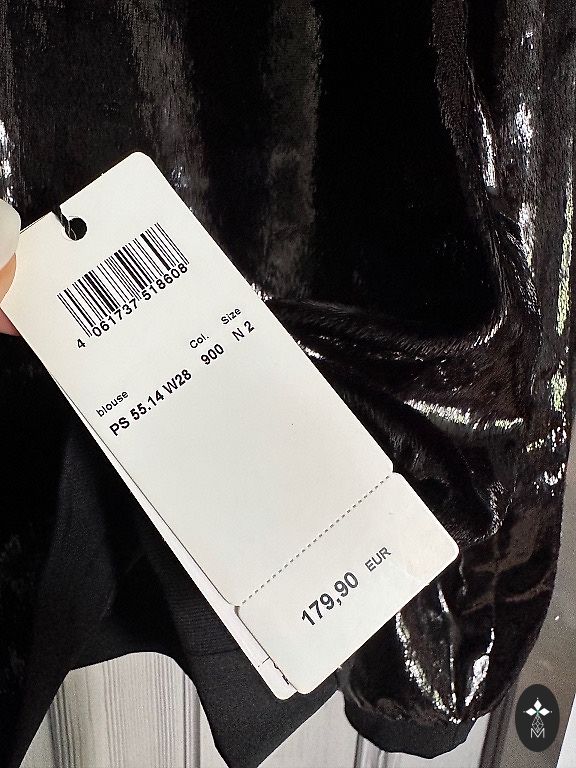 4 061737 518608
Col. Size
blouse
PS 55.14 W28 900 N 2
179,90 EUR
M